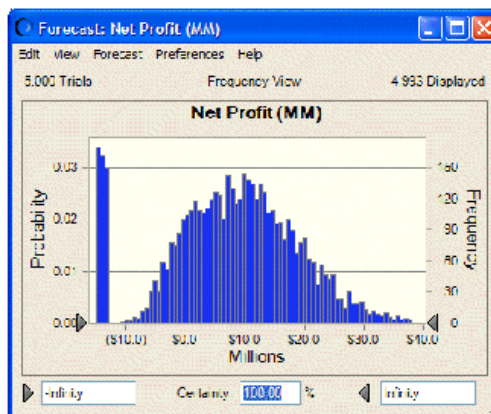 Forecast: Net Profit (MM)
Edit View Forecast Preferences Help
5,000 Trials Frequency View 4,993 Displayed
Net Profit (MM)
0.03
0.02
0.01
0.00
Probability
150
120
90
60
30
0
Frequency
($10.0) $0.0 $10.0 $20.0 $30.0 $40.0
Millions
-Infinity Certainty 100.00 % Infinity